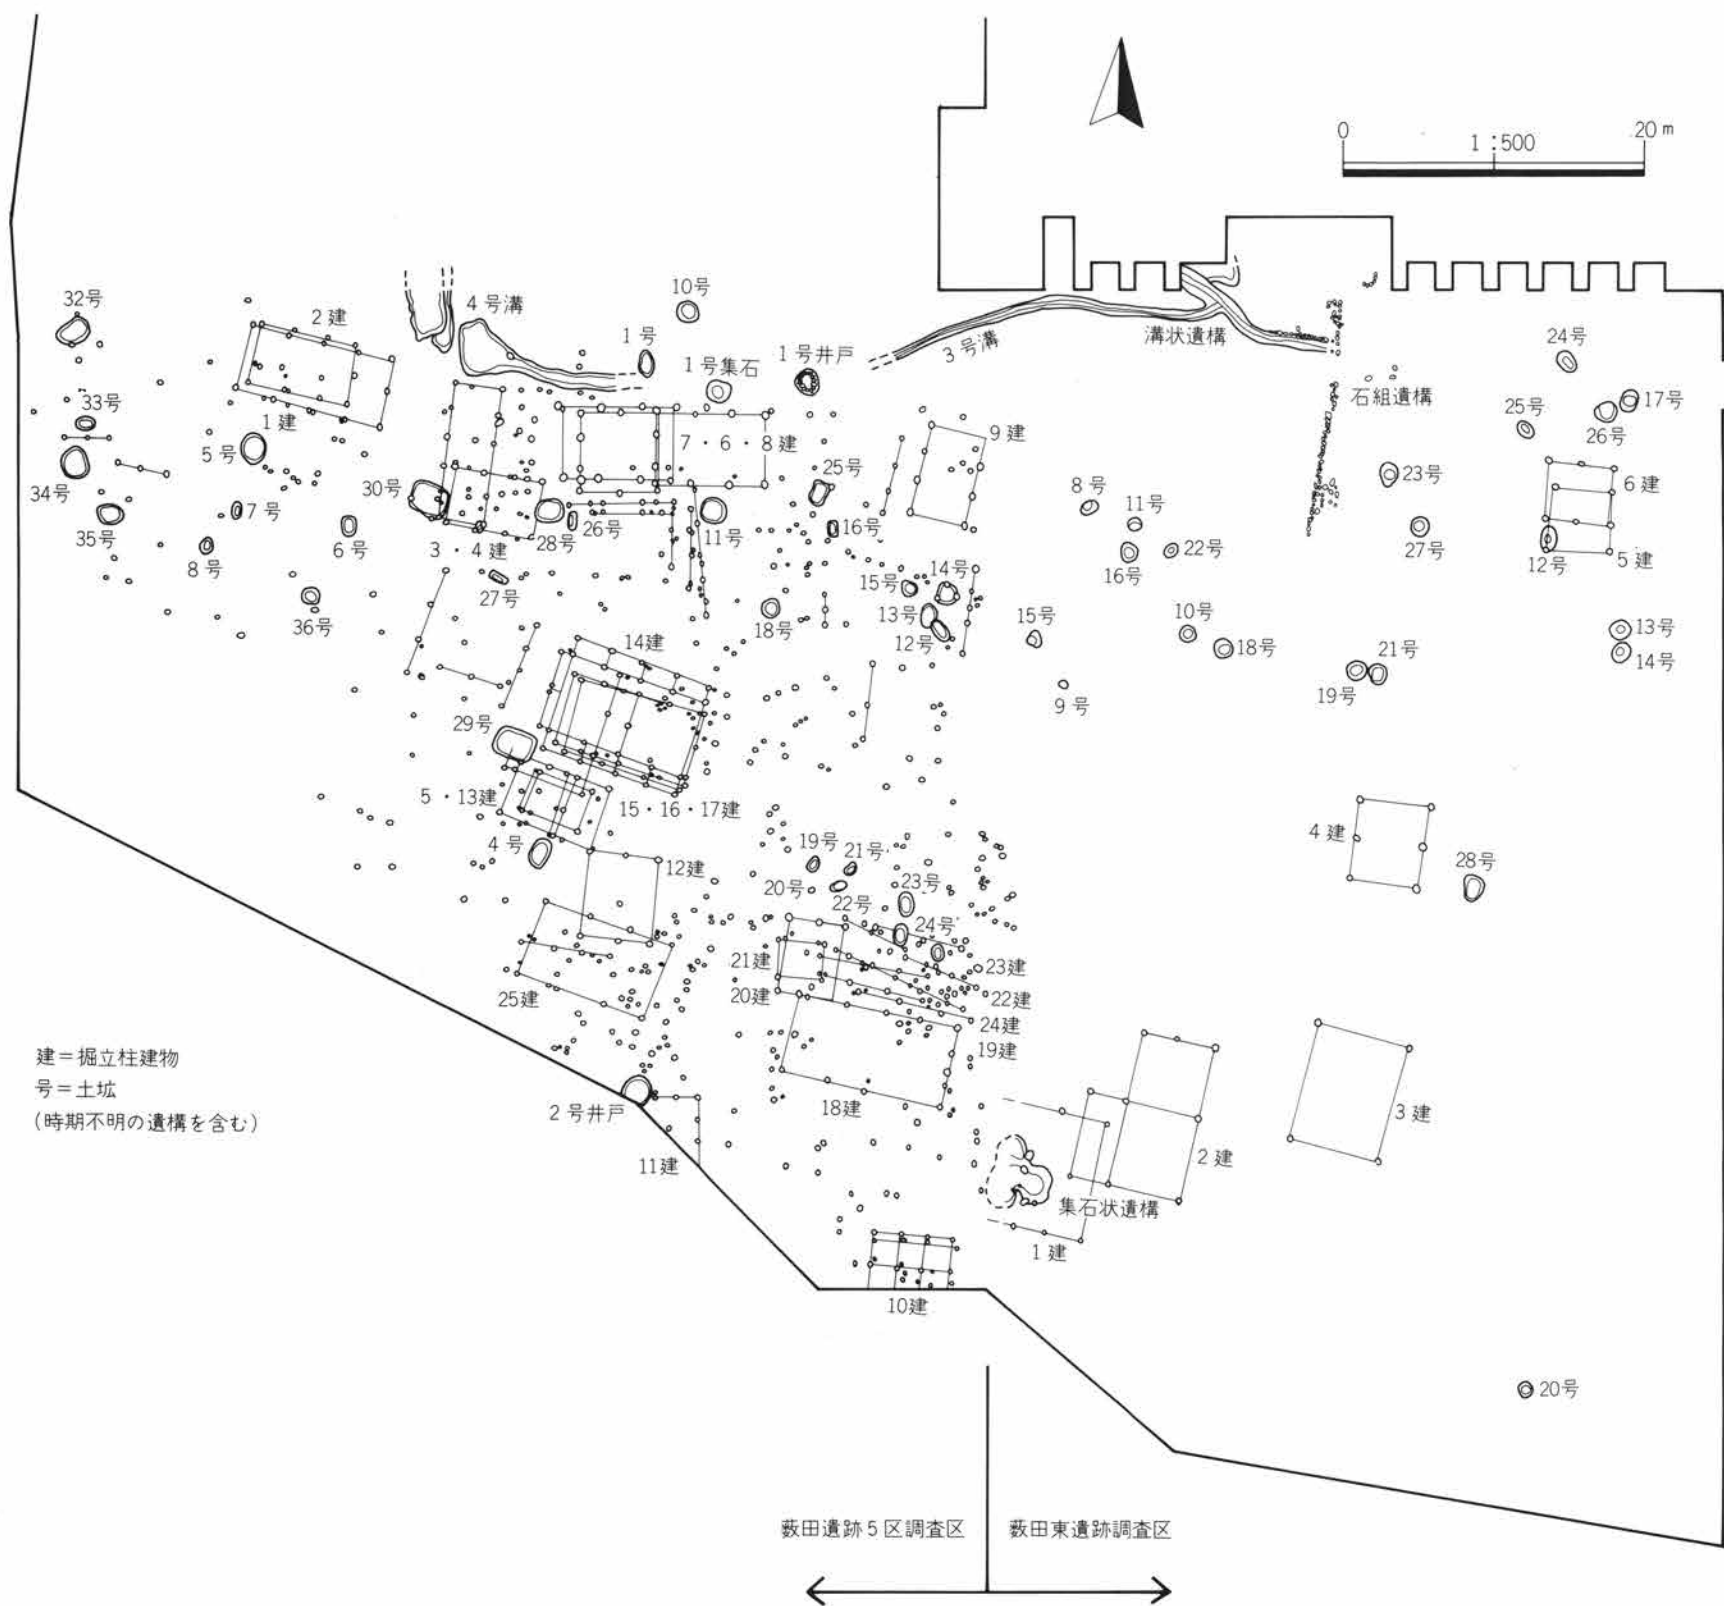 0 20 m
1 : 500
32号
2 建
4 号溝
10号
1 号
1 号集石
1 号井戸
3 号溝
溝状遺構
24号
石組遺構
33号
1 建
5 号
34号
35号
7 号
8 号
6 号
30号
3 ・ 4 建
28号
26号
27号
36号
7 ・ 6 ・ 8 建
11号
25号
16号
9 建
8 号
11号
16号
22号
23号
27号
25号
26号
17号
6 建
5 建
12号
15号
14号
13号
12号
18号
15号
9 号
10号
18号
19号
21号
13号
14号
14建
29号
5 ・ 13建
15・16・17建
4 号
12建
25建
19号
21号
20号
22号
23号
24号
21建
20建
23建
22建
24建
19建
18建
4 建
28号
3 建
2 建
集石状遺構
1 建
2 号井戸
11建
10建
20号
建＝掘立柱建物
号＝土坑
(時期不明の遺構を含む)
薮田遺跡 5 区調査区
薮田東遺跡調査区